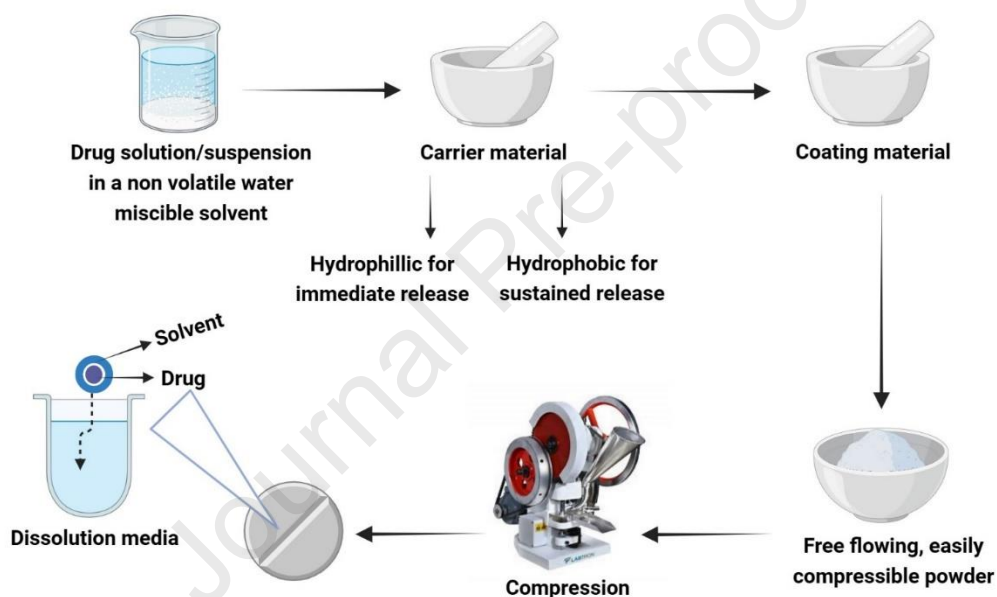 Drug solution/suspension
in a non volatile water
miscible solvent
Carrier material
Coating material
Hydrophillic for
immediate release
Hydrophobic for
sustained release
Solvent
Drug
Dissolution media
Compression
Free flowing, easily
compressible powder
Journal Pre-proo